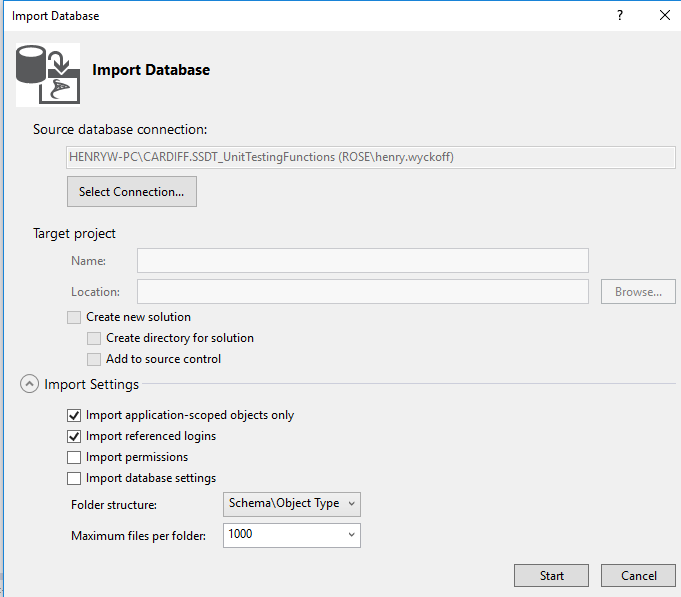 Import Database
?
Import Database
Source database connection:
HENRYW-PC\CARDIFF.SSDT_UnitTestingFunctions (ROSE\henry.wyckoff)
Select Connection...
Target project
Name:
Location:
Browse...
Create new solution
Create directory for solution
Add to source control
Import Settings
Import application-scoped objects only
Import referenced logins
Import permissions
Import database settings
Folder structure: Schema\Object Type
Maximum files per folder: 1000
Start Cancel